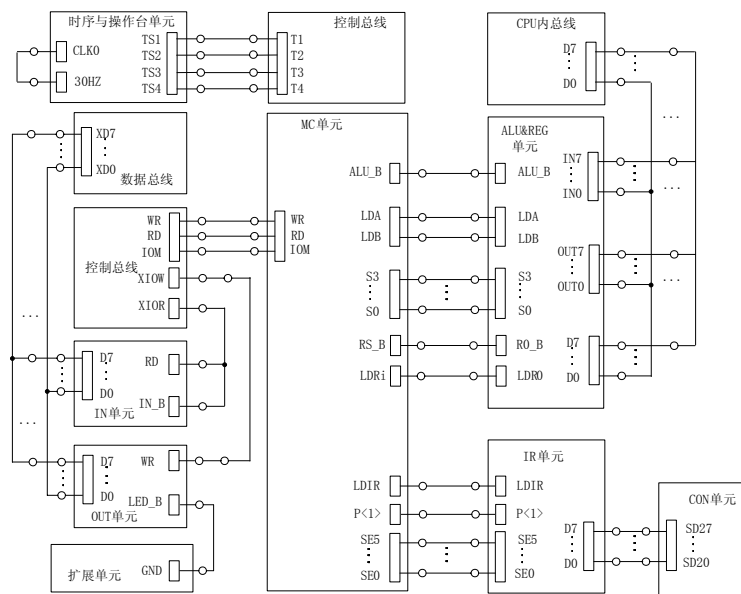 时序与操作台单元
CLK0
30HZ
TS1
TS2
TS3
TS4
控制总线
T1
T2
T3
T4
CPU内总线
D7
D0
...
XD7
XD0
数据总线
MC单元
ALU&REG
单元
ALU_B
ALU_B
IN7
IN0
...
WR
RD
IOM
控制总线
XIOW
XIOR
WR
RD
IOM
LDA
LDB
LDA
LDB
S3
S0
S3
S0
OUT7
OUT0
...
RS_B
R0_B
LDRi
LDR0
D7
D0
...
D7
D0
RD
IN_B
IN单元
...
D7
D0
WR
LED_B
OUT单元
扩展单元
GND
IR单元
LDIR
LDIR
P<1>
P<1>
SE5
SE0
SE5
SE0
D7
D0
CON单元
SD27
SD20